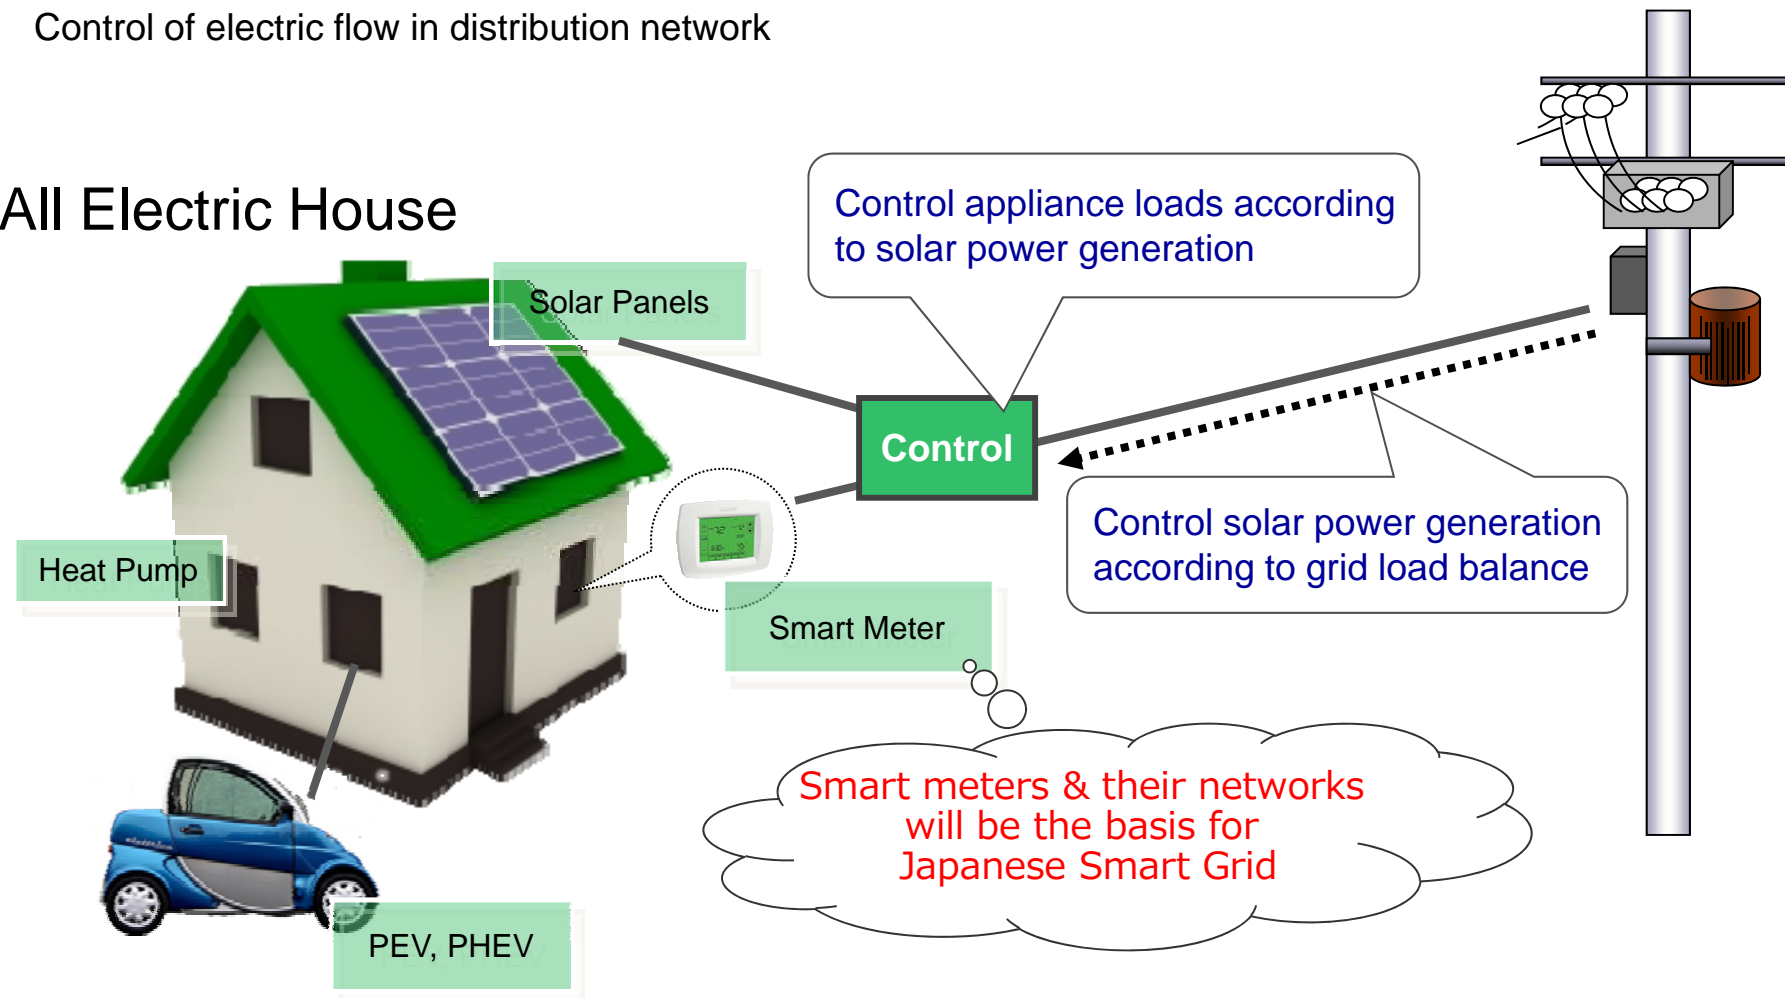 Control of electric flow in distribution network
All Electric House
Control appliance loads according
to solar power generation
Solar Panels
Control
Control solar power generation
according to grid load balance
Heat Pump
Smart Meter
Smart meters & their networks
will be the basis for
Japanese Smart Grid
PEV, PHEV